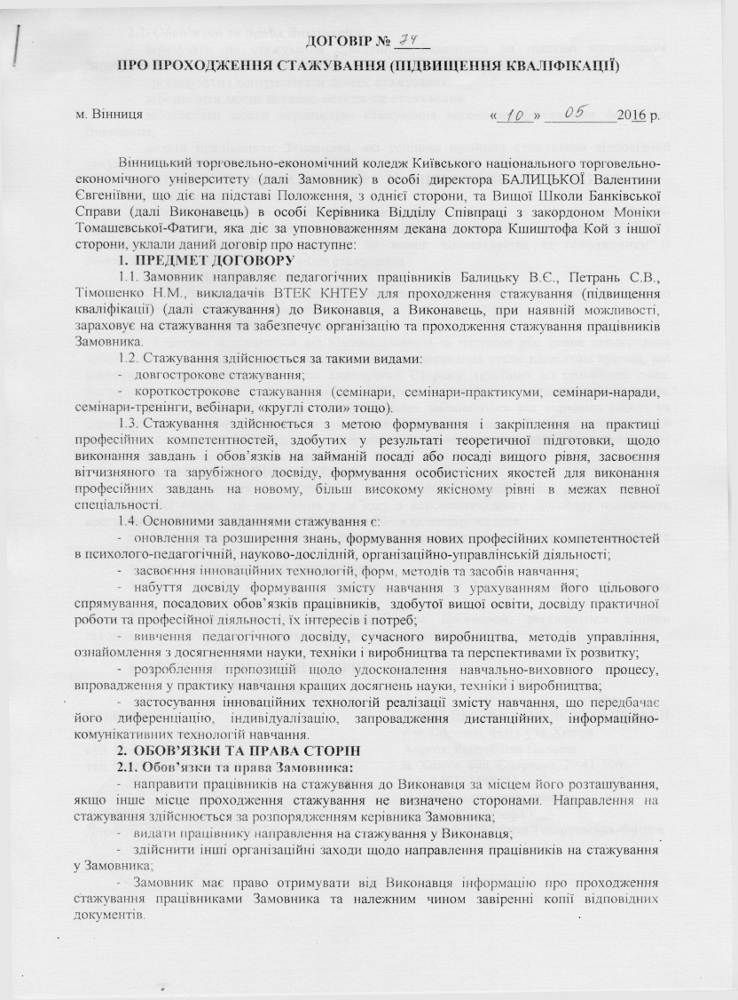 ДОГОВІР № 74
ПРО ПРОХОДЖЕННЯ СТАЖУВАННЯ (ПІДВИЩЕННЯ КВАЛІФІКАЦІЇ)
м. Вінниця «10» 05 2016 р.
Вінницький торговельно-економічний коледж Київського національного торговельно-
економічного університету (далі Замовник) в особі директора БАЛИЦЬКОЇ Валентини
Євгеніївни, що діє на підставі Положення, з однієї сторони, та Вищої Школи Банківської
Справи (далі Виконавець) в особі Керівника Відділу Співпраці з закордоном Моніки
Томашевської-Фатиги, яка діє за уповноваженням декана доктора Кшиштофа Кой з іншої
сторони, уклали даний договір про наступне:
1. ПРЕДМЕТ ДОГОВОРУ
1.1. Замовник направляє педагогічних працівників Балицьку В.Є., Петрань С.В.,
Тімошенко Н.М., викладачів ВТЕК КНТЕУ для проходження стажування (підвищення
кваліфікації) (далі стажування) до Виконавця, а Виконавець, при наявній можливості,
зараховує на стажування та забезпечує організацію та проходження стажування працівників
Замовника.
1.2. Стажування здійснюється за такими видами:
- довгострокове стажування;
- короткострокове стажування (семінари, семінари-практикуми, семінари-наради,
семінари-тренінги, вебінари, «круглі столи» тощо).
1.3. Стажування здійснюється з метою формування і закріплення на практиці
професійних компетентностей, здобутих у результаті теоретичної підготовки, щодо
виконання завдань і обов’язків на займаній посаді або посаді вищого рівня, засвоєння
вітчизняного та зарубіжного досвіду, формування особистісних якостей для виконання
професійних завдань на новому, більш високому якісному рівні в межах певної
спеціальності.
1.4. Основними завданнями стажування є:
- оновлення та розширення знань, формування нових професійних компетентностей
в психолого-педагогічній, науково-дослідній, організаційно-управлінській діяльності;
- засвоєння інноваційних технологій, форм, методів та засобів навчання;
- набуття досвіду формування змісту навчання з урахуванням його цільового
спрямування, посадових обов’язків працівників, здобутої вищої освіти, досвіду практичної
роботи та професійної діяльності, їх інтересів і потреб;
- вивчення педагогічного досвіду, сучасного виробництва, методів управління,
ознайомлення з досягненнями науки, техніки і виробництва та перспективами їх розвитку;
- розроблення пропозицій щодо удосконалення навчально-виховного процесу,
впровадження у практику навчання кращих досягнень науки, техніки і виробництва;
- застосування інноваційних технологій реалізації змісту навчання, що передбачає
його диференціацію, індивідуалізацію, запровадження дистанційних, інформаційно-
комунікативних технологій навчання.
2. ОБОВ’ЯЗКИ ТА ПРАВА СТОРІН
2.1. Обов’язки та права Замовника:
- направити працівників на стажування до Виконавця за місцем його розташування,
якщо інше місце проходження стажування не визначено сторонами. Направлення на
стажування здійснюється за розпорядженням керівника Замовника;
- видати працівнику направлення на стажування у Виконавця;
- здійснити інші організаційні заходи щодо направлення працівників на стажування
у Замовника;
- Замовник має право отримувати від Виконавця інформацію про проходження
стажування працівниками Замовника та належним чином завіренні копії відповідних
документів.